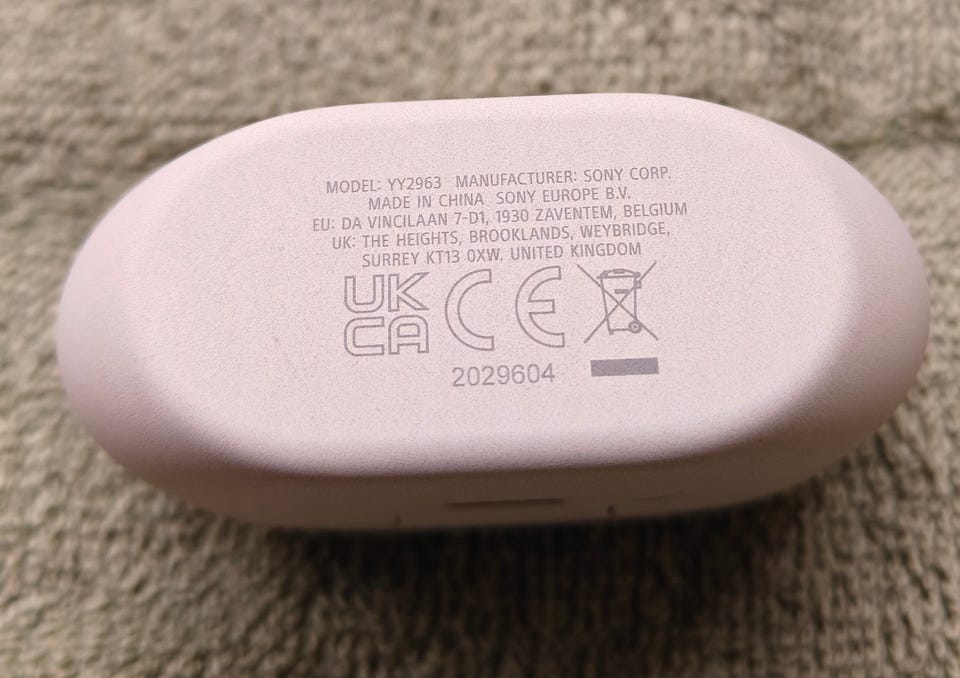 MODEL: YY2963 MANUFACTURER: SONY CORP.
MADE IN CHINA SONY EUROPE B.V.
EU: DA VINCILAAN 7-D1, 1930 ZAVENTEM, BELGIUM
UK: THE HEIGHTS, BROOKLANDS, WEYBRIDGE,
SURREY KT13 0XW, UNITED KINGDOM
UK CA CE
2029604